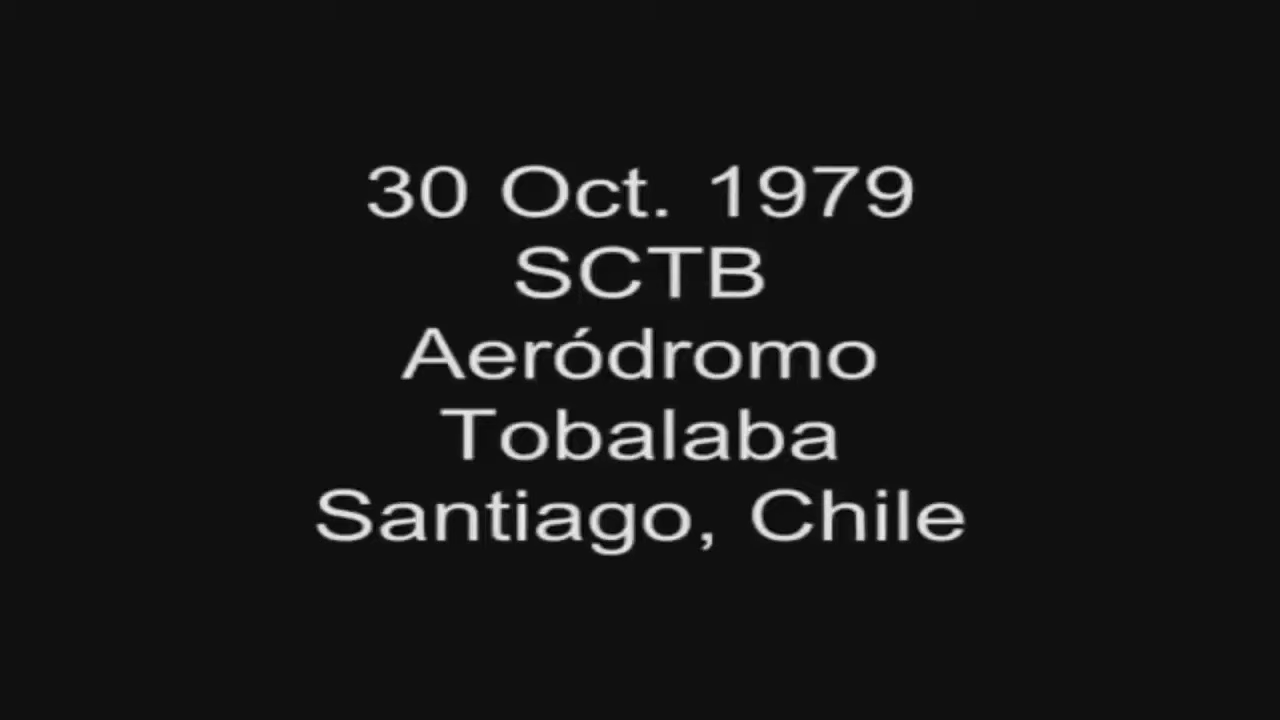 30 Oct. 1979
SCTB
Aeródromo
Tobalaba
Santiago, Chile